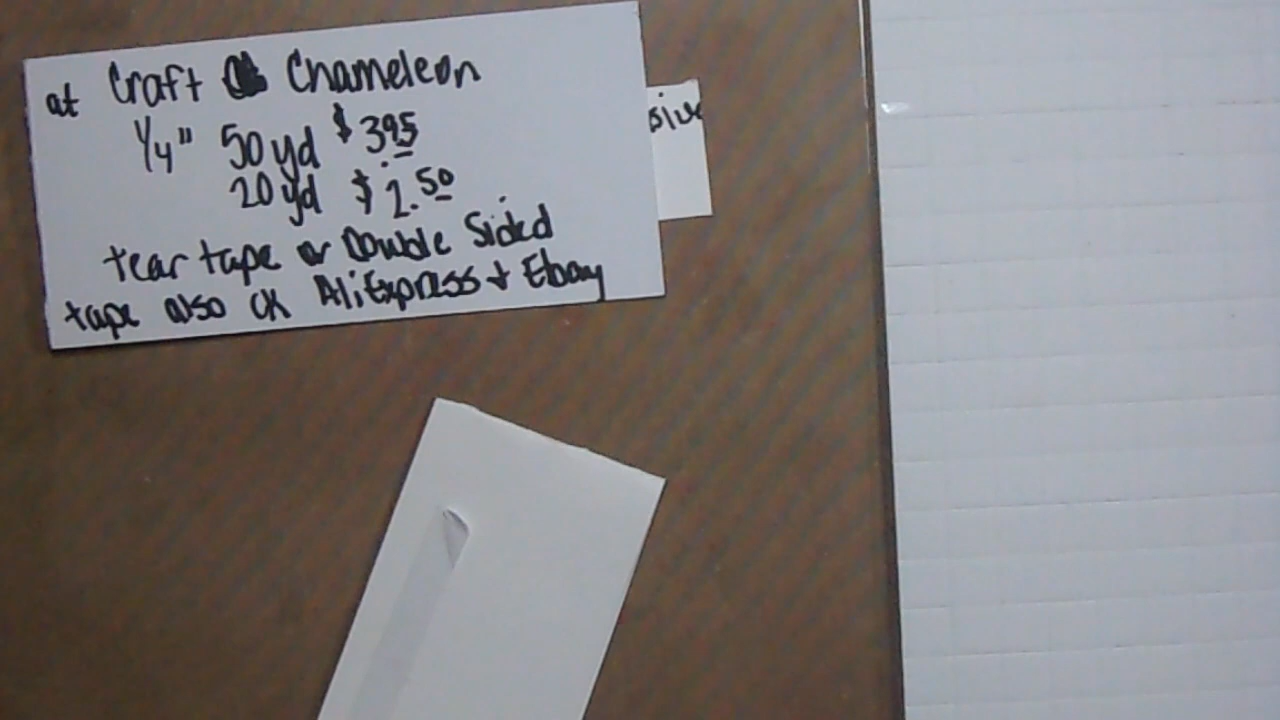 at Craft Chameleon
1/4" 50 yd $3.95
20 yd $2.50
tear tape or Double Sided
tape also CK AliExpress + Ebay
sive